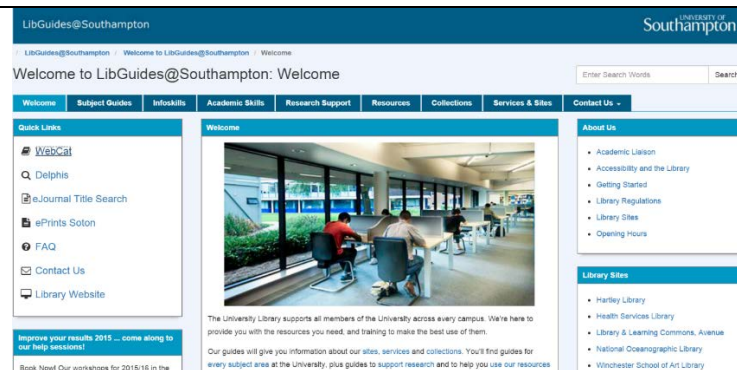 LibGuides@Southampton
UNIVERSITY OF
Southampton
/ LibGuides@Southampton / Welcome to LibGuides@Southampton / Welcome
Welcome to LibGuides@Southampton: Welcome
Enter Search Words
Search
Welcome
Subject Guides
Infoskills
Academic Skills
Research Support
Resources
Collections
Services & Sites
Contact Us
Quick Links
WebCat
Delphis
eJournal Title Search
ePrints Soton
FAQ
Contact Us
Library Website
Improve your results 2015 ... come along to
our help sessions!
Book Now! Our workshops for 2015/16 in the
Welcome
The University Library supports all members of the University across every campus. We're here to
provide you with the resources you need, and training to make the best use of them.
Our guides will give you information about our sites, services and collections. You'll find guides for
every subject area at the University, plus guides to support research and to help you use our resources
About Us
Academic Liaison
Accessibility and the Library
Getting Started
Library Regulations
Library Sites
Opening Hours
Library Sites
Hartley Library
Health Services Library
Library & Learning Commons, Avenue
National Oceanographic Library
Winchester School of Art Library